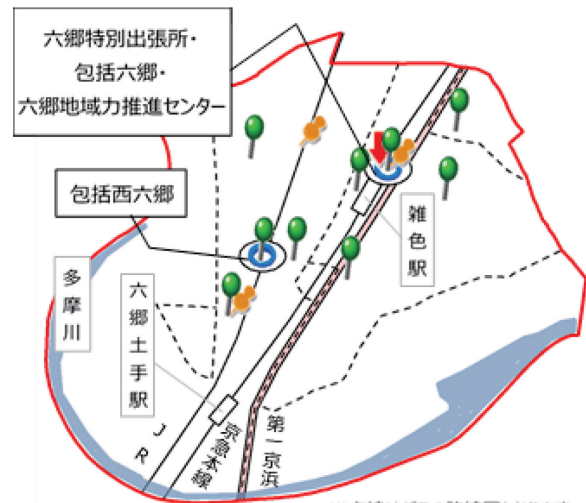 六郷特別出張所・
包括六郷・
六郷地域力推進センター
包括西六郷
雑色駅
多摩川
六郷土手駅
JR
京急本線
第一京浜